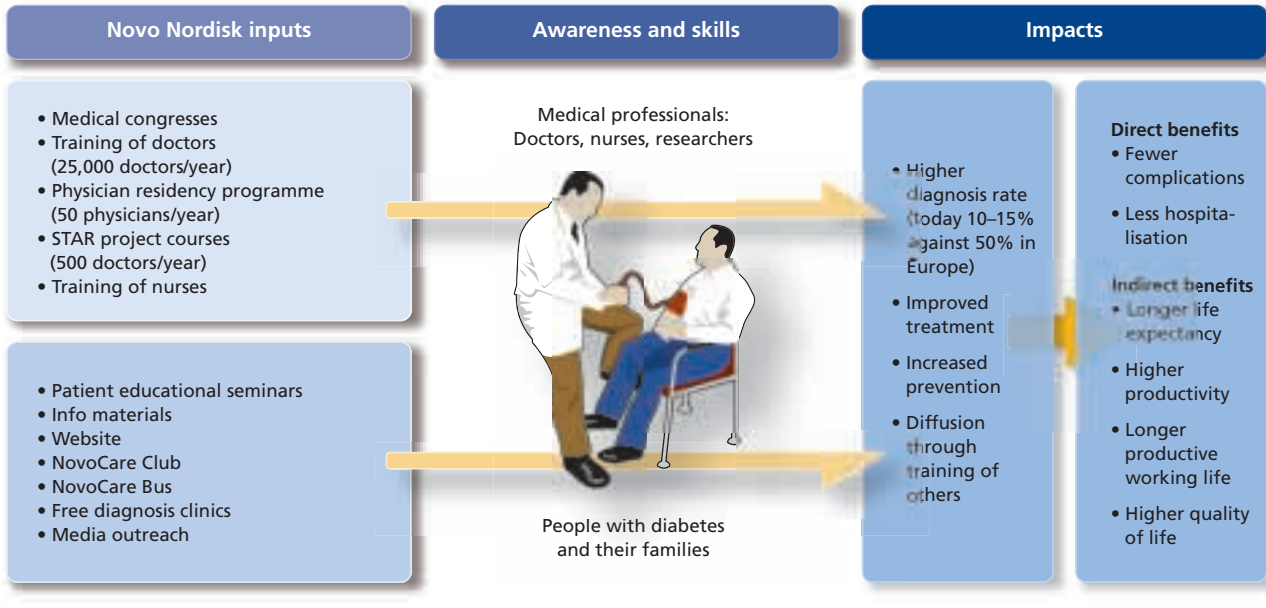 Novo Nordisk inputs
Awareness and skills
Impacts
• Medical congresses
• Training of doctors
(25,000 doctors/year)
• Physician residency programme
(50 physicians/year)
• STAR project courses
(500 doctors/year)
• Training of nurses
• Patient educational seminars
• Info materials
• Website
• NovoCare Club
• NovoCare Bus
• Free diagnosis clinics
• Media outreach
Medical professionals:
Doctors, nurses, researchers
People with diabetes
and their families
• Higher
diagnosis rate
(today 10–15%
against 50% in
Europe)
• Improved
treatment
• Increased
prevention
• Diffusion
through
training of
others
Direct benefits
• Fewer
complications
• Less hospita-
lisation
Indirect benefits
• Longer life
expectancy
• Higher
productivity
• Longer
productive
working life
• Higher quality
of life